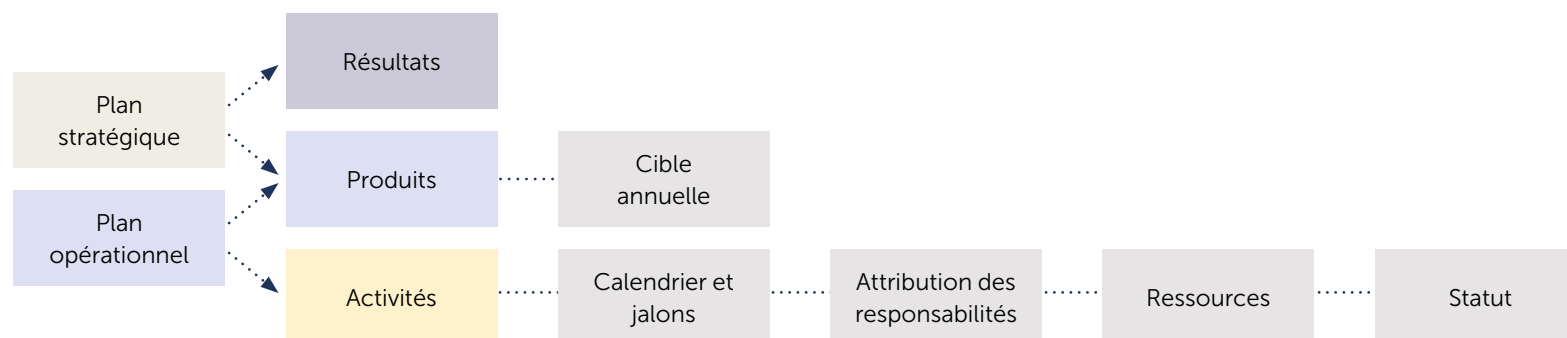 Résultats
Plan
stratégique
Produits
Cible
annuelle
Plan
opérationnel
Activités
Calendrier et
jalons
Attribution des
responsabilités
Ressources
Statut